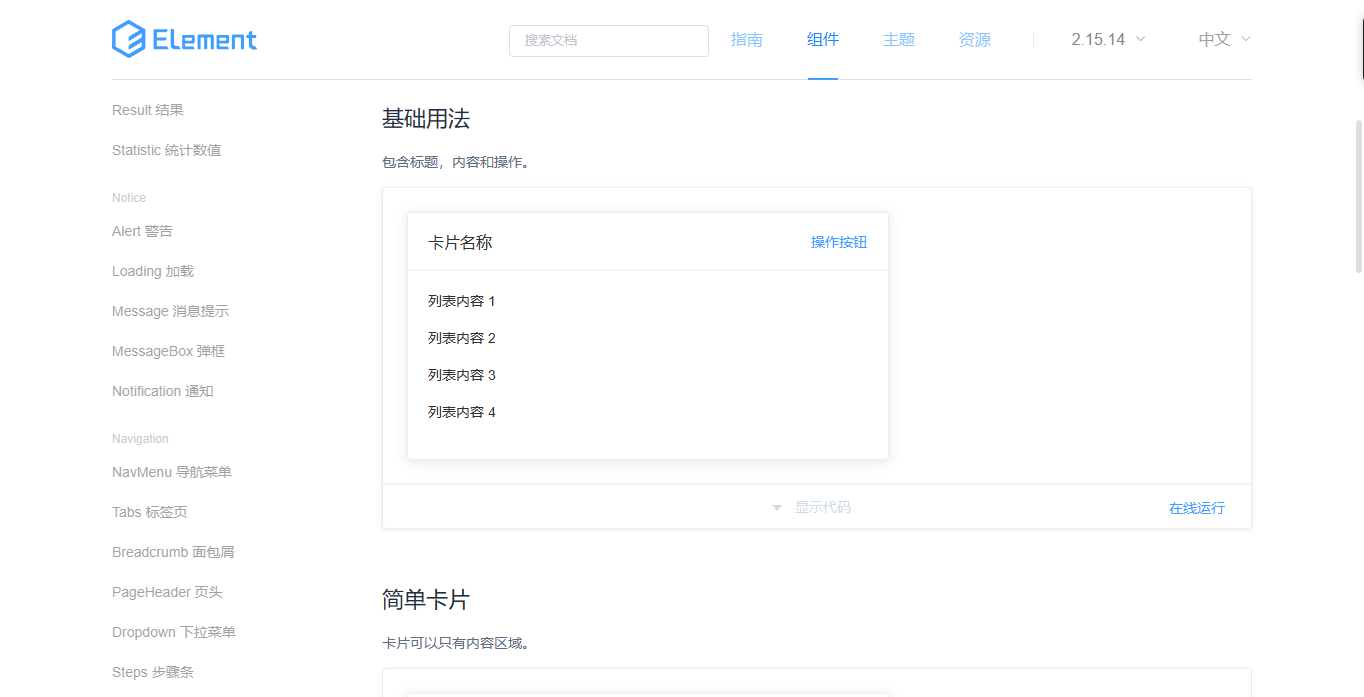 Element
搜索文档
指南
组件
主题
资源
2.15.14
中文
Result 结果
Statistic 统计数值
Notice
Alert 警告
Loading 加载
Message 消息提示
MessageBox 弹框
Notification 通知
Navigation
NavMenu 导航菜单
Tabs 标签页
Breadcrumb 面包屑
PageHeader 页头
Dropdown 下拉菜单
Steps 步骤条
基础用法
包含标题，内容和操作。
卡片名称
操作按钮
列表内容 1
列表内容 2
列表内容 3
列表内容 4
显示代码
在线运行
简单卡片
卡片可以只有内容区域。